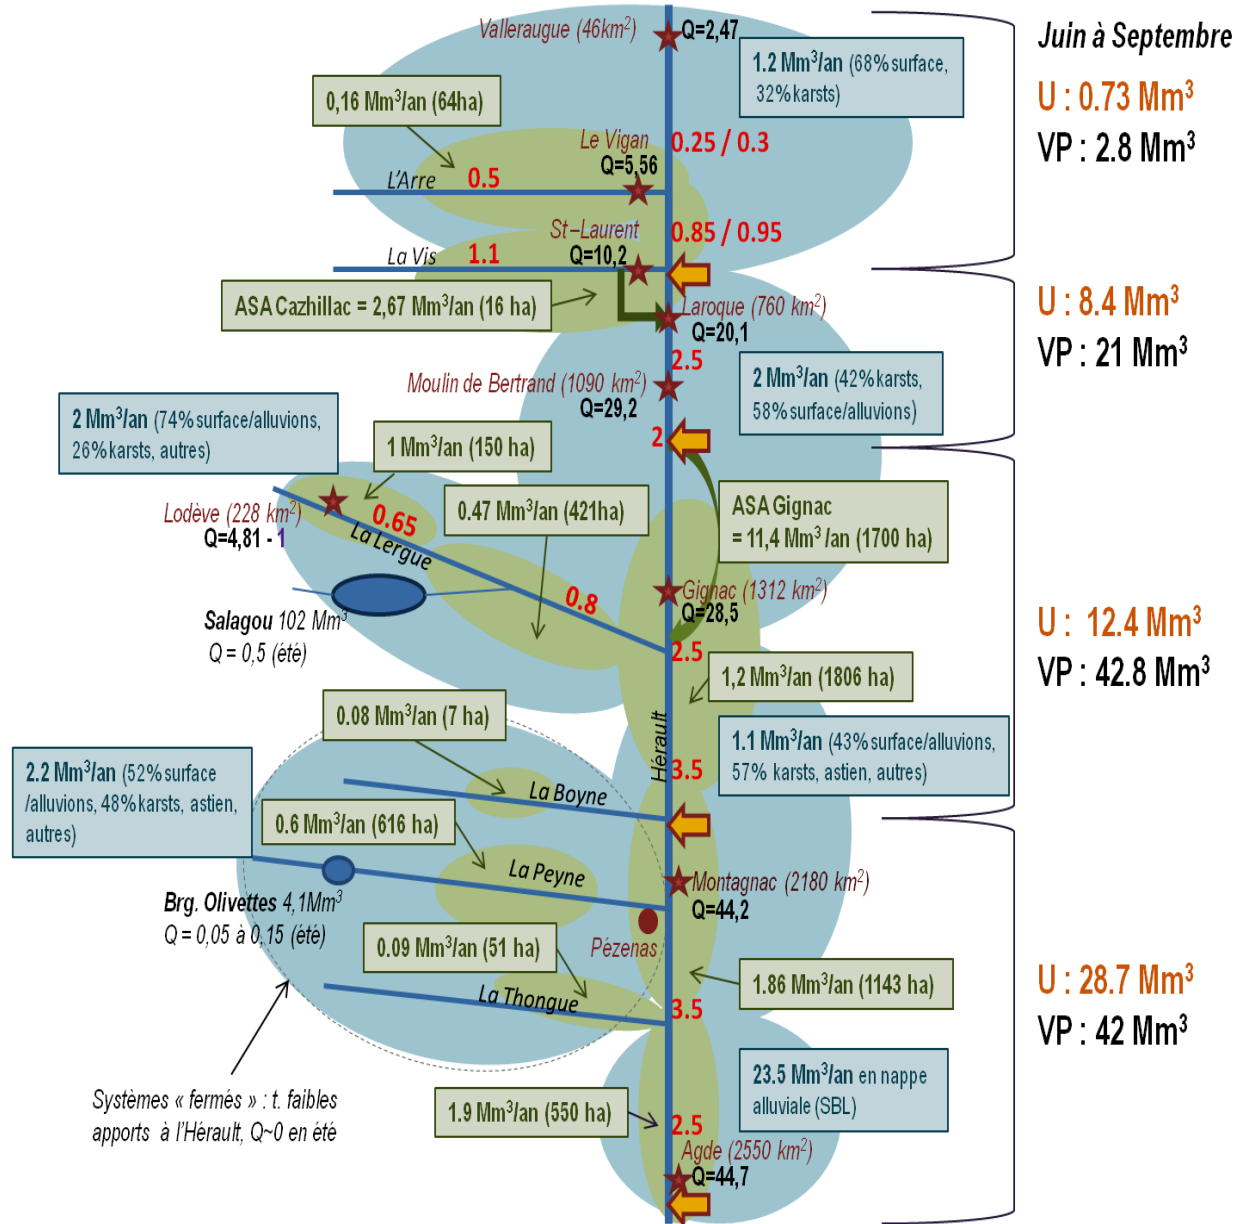 Valleraugue (46km²)
Q=2,47
Juin à Septembre
1.2 Mm³/an (68% surface,
32% karsts)
U : 0.73 Mm³
VP : 2.8 Mm³
0,16 Mm³/an (64ha)
Le Vigan
Q=5,56
0.25 / 0.3
L'Arre
0.5
St–Laurent
Q=10,2
0.85 / 0.95
La Vis
1.1
ASA Cazhillac = 2,67 Mm³/an (16 ha)
Laroque (760 km²)
Q=20,1
U : 8.4 Mm³
VP : 21 Mm³
2.5
Moulin de Bertrand (1090 km²)
Q=29,2
2 Mm³/an (42% karsts,
58% surface/alluvions)
2
2 Mm³/an (74% surface/alluvions,
26% karsts, autres)
1 Mm³/an (150 ha)
0.47 Mm³/an (421ha)
ASA Gignac
= 11,4 Mm³ /an (1700 ha)
Lodève (228 km²)
Q=4,81 - 1
0.65
La Lergue
Gignac (1312 km²)
Q=28,5
0.8
Salagou 102 Mm³
Q = 0,5 (été)
2.5
U : 12.4 Mm³
VP : 42.8 Mm³
1,2 Mm³/an (1806 ha)
0.08 Mm³/an (7 ha)
Hérault
1.1 Mm³/an (43% surface/alluvions,
57% karsts, astien, autres)
2.2 Mm³/an (52% surface
/alluvions, 48% karsts, astien,
autres)
3.5
La Boyne
0.6 Mm³/an (616 ha)
La Peyne
Montagnac (2180 km²)
Q=44,2
Brg. Olivettes 4,1Mm³
Q = 0,05 à 0,15 (été)
Pézenas
0.09 Mm³/an (51 ha)
1.86 Mm³/an (1143 ha)
U : 28.7 Mm³
VP : 42 Mm³
La Thongue
3.5
23.5 Mm³/an en nappe
alluviale (SBL)
Systèmes « fermés » : t. faibles
apports à l'Hérault, Q~0 en été
1.9 Mm³/an (550 ha)
2.5
Agde (2550 km²)
Q=44,7